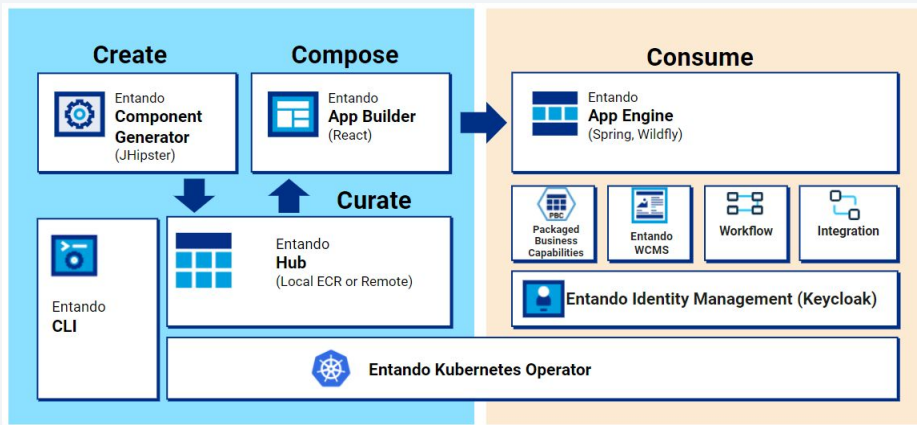 Create
Entando
Component
Generator
(JHipster)
Compose
Entando
App Builder
(React)
Curate
Entando
Hub
(Local ECR or Remote)
Entando
CLI
Consume
Entando
App Engine
(Spring, Wildfly)
PBC
Packaged
Business
Capabilities
Entando
WCMS
Workflow
Integration
Entando Identity Management (Keycloak)
Entando Kubernetes Operator